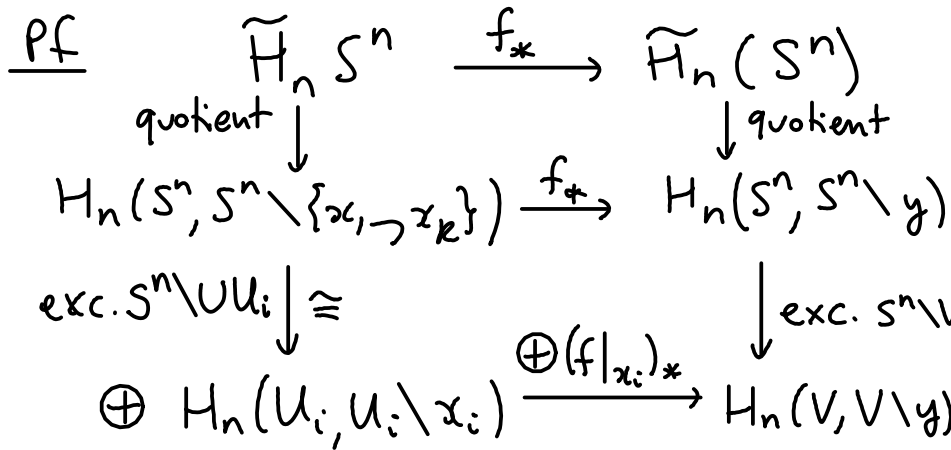 Pf H̃ₙ Sⁿ f_* → H̃ₙ(Sⁿ)
quotient ↓ ↓ quotient
Hₙ(Sⁿ, Sⁿ \ {x₁, → x_k}) f_* → Hₙ(Sⁿ, Sⁿ \ y)
exc. Sⁿ\∪Uᵢ ↓ ≅ ↓ exc. Sⁿ\V
⊕ Hₙ(Uᵢ, Uᵢ \ xᵢ) ⊕(f|ₓᵢ)_* → Hₙ(V, V \ y)